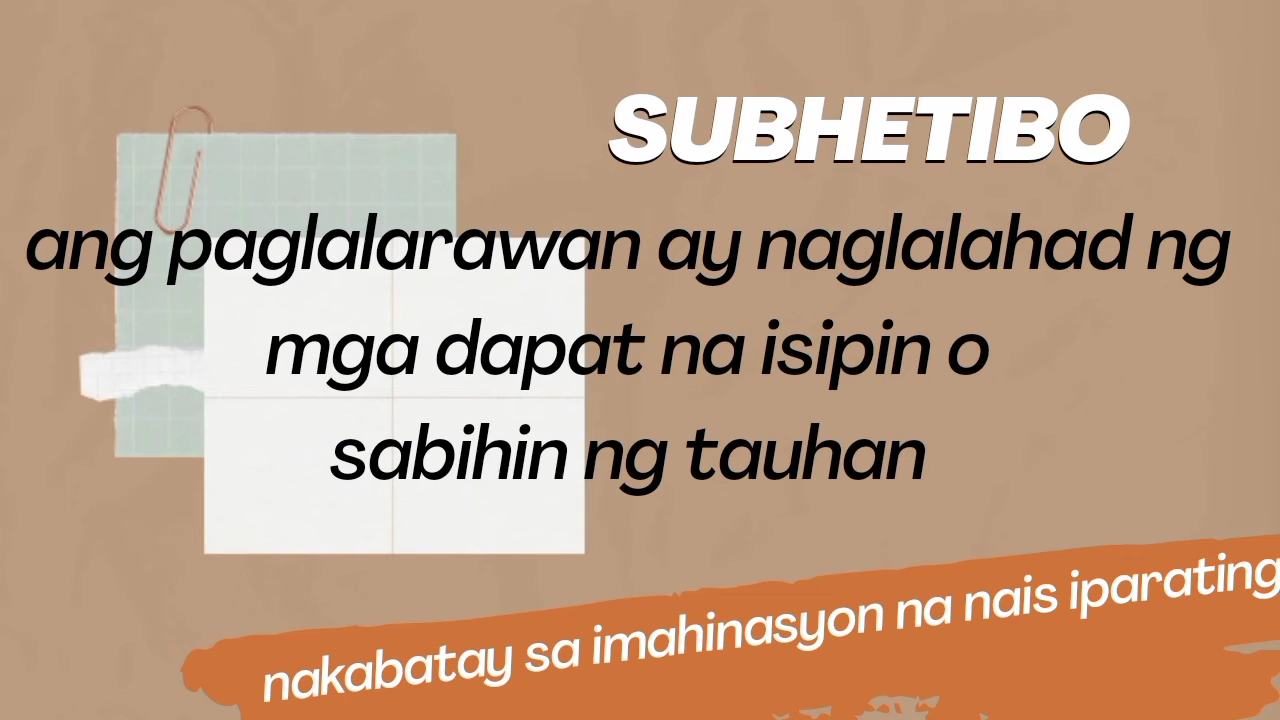 SUBHETIBO
ang paglalarawan ay naglalahad ng
mga dapat na isipin o
sabihin ng tauhan
nakabatay sa imahinasyon na nais iparating